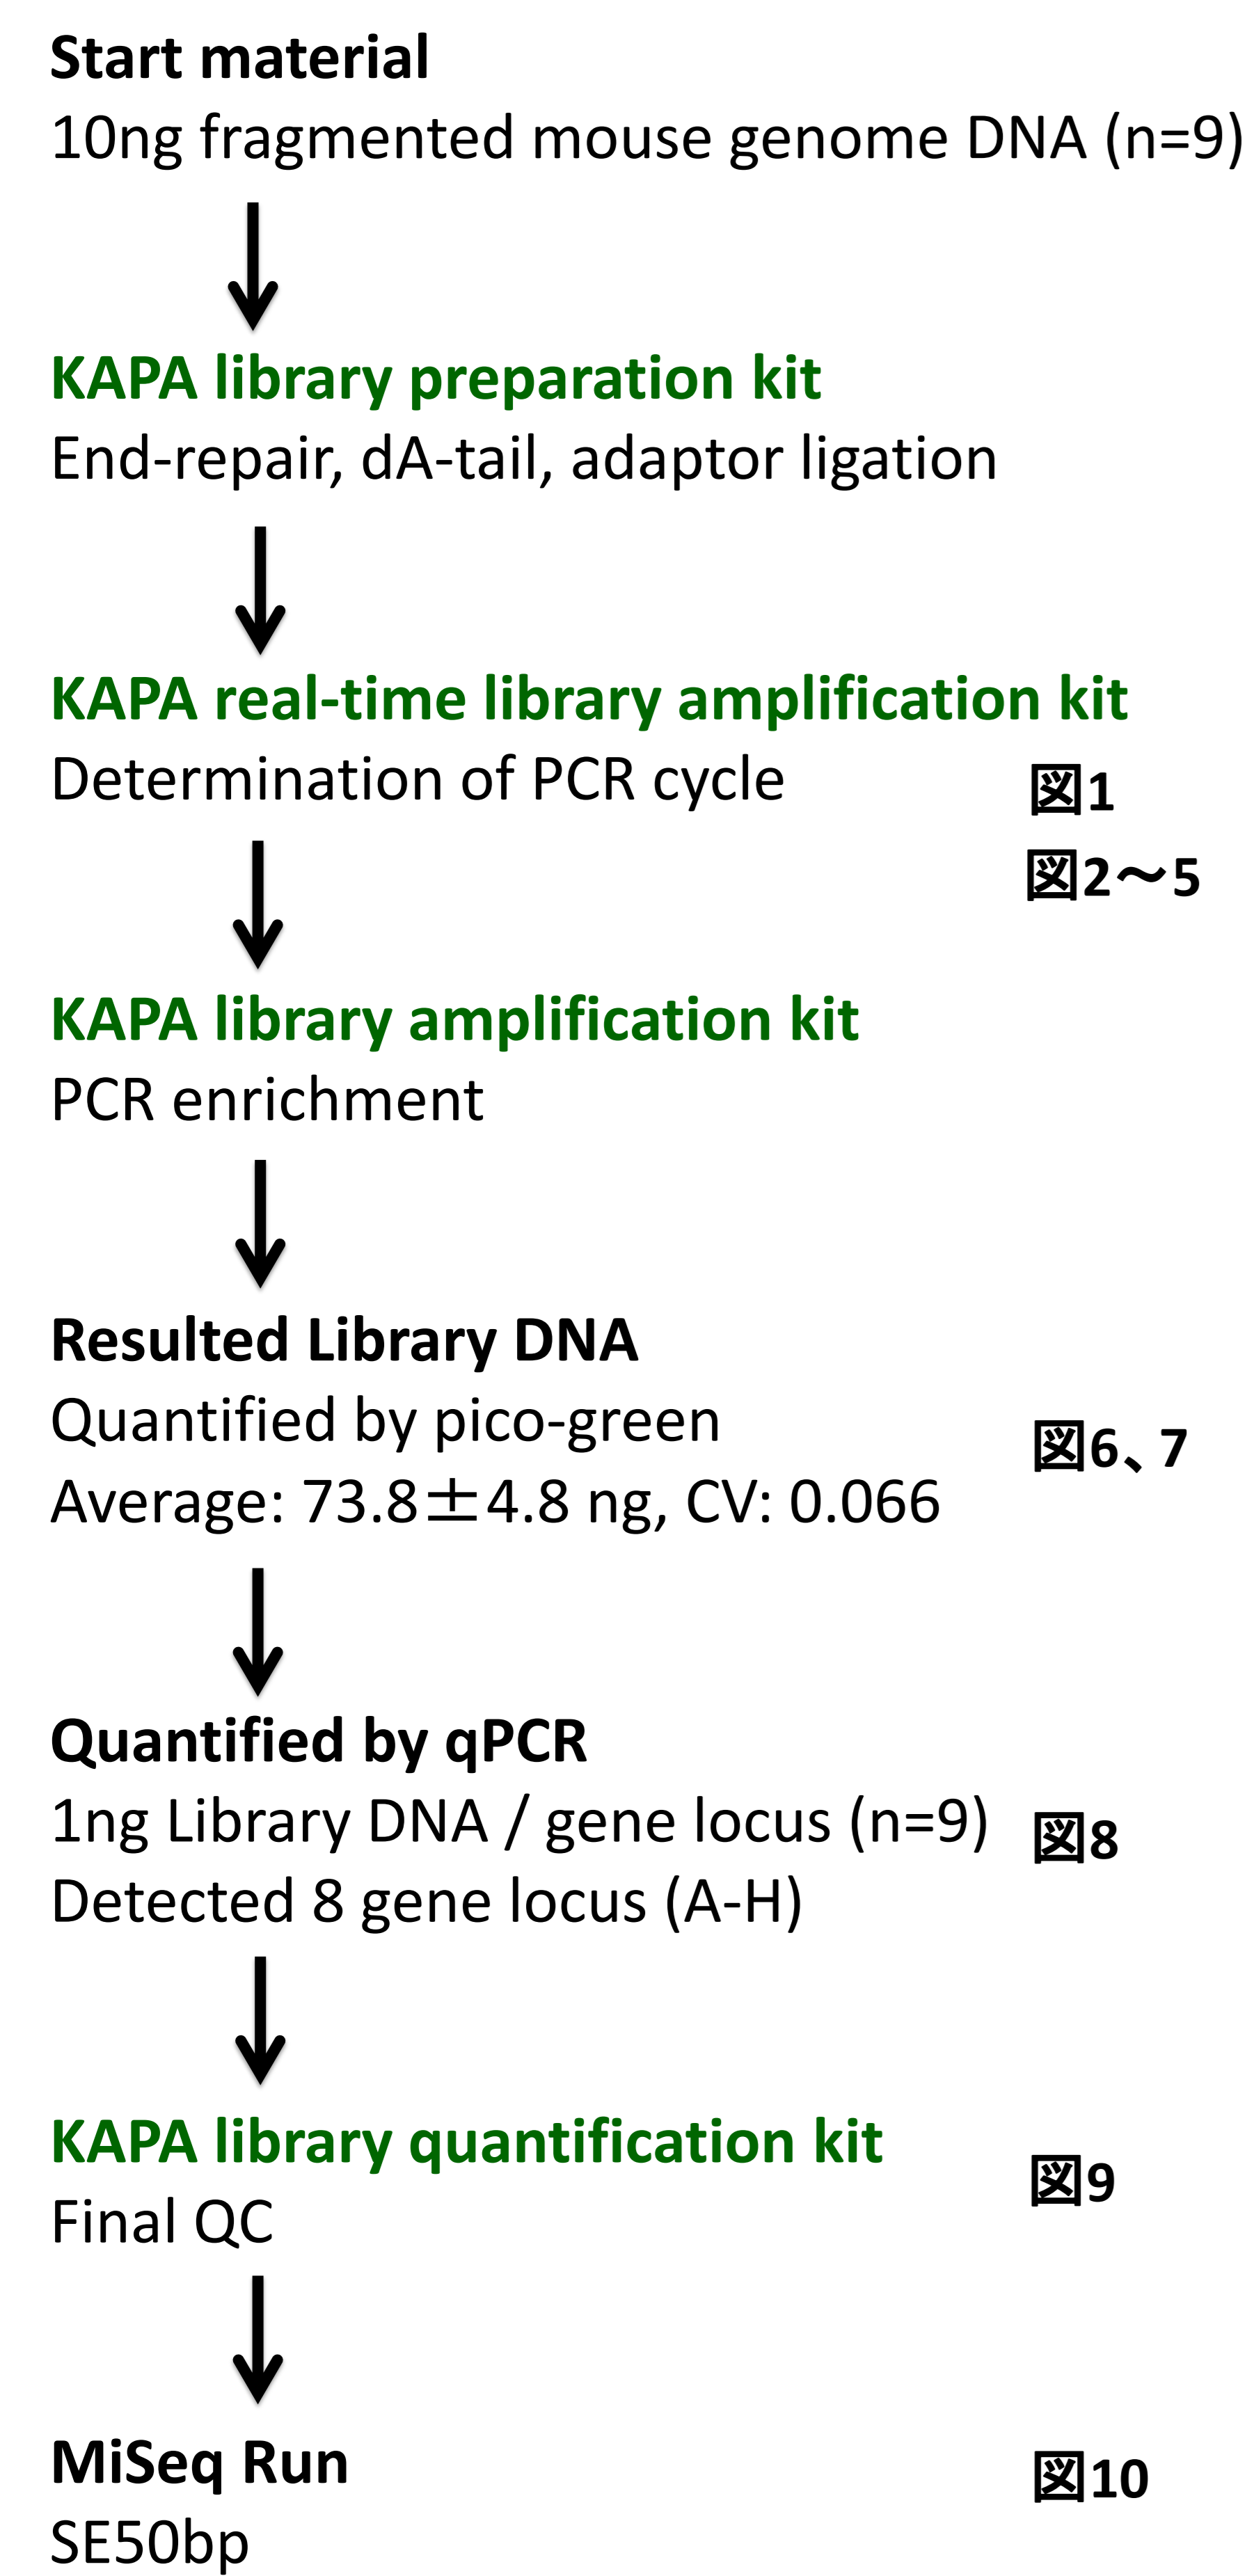 Start material
10ng fragmented mouse genome DNA (n=9)
KAPA library preparation kit
End-repair, dA-tail, adaptor ligation
KAPA real-time library amplification kit
Determination of PCR cycle 図1
図2〜5
KAPA library amplification kit
PCR enrichment
Resulted Library DNA
Quantified by pico-green 図6、7
Average: 73.8±4.8 ng, CV: 0.066
Quantified by qPCR
1ng Library DNA / gene locus (n=9) 図8
Detected 8 gene locus (A-H)
KAPA library quantification kit 図9
Final QC
MiSeq Run 図10
SE50bp